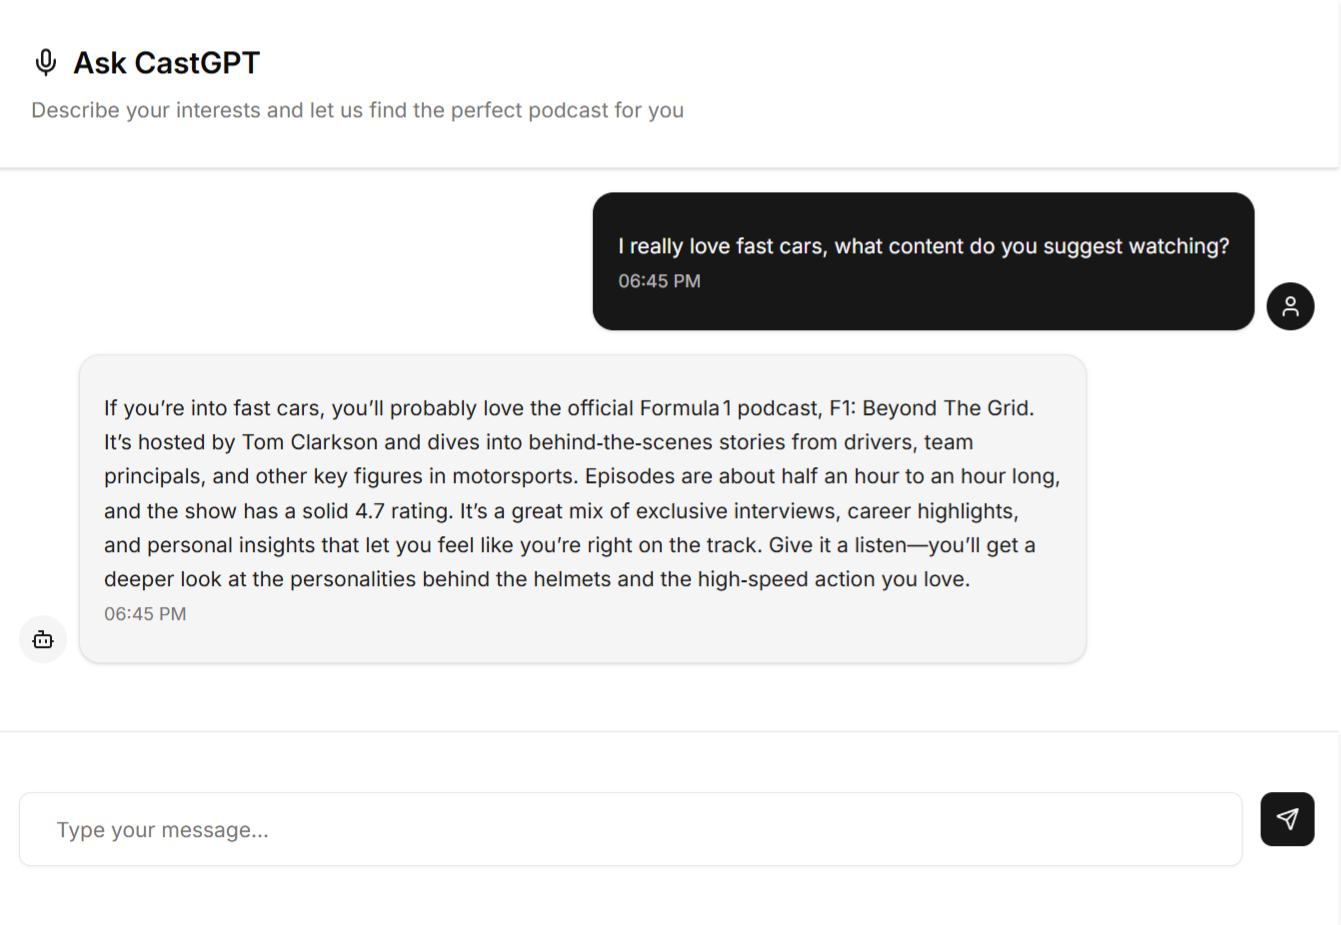 Ask CastGPT
Describe your interests and let us find the perfect podcast for you
I really love fast cars, what content do you suggest watching?
06:45 PM
If you’re into fast cars, you’ll probably love the official Formula 1 podcast, F1: Beyond The Grid.
It’s hosted by Tom Clarkson and dives into behind-the-scenes stories from drivers, team
principals, and other key figures in motorsports. Episodes are about half an hour to an hour long,
and the show has a solid 4.7 rating. It’s a great mix of exclusive interviews, career highlights,
and personal insights that let you feel like you’re right on the track. Give it a listen—you’ll get a
deeper look at the personalities behind the helmets and the high-speed action you love.
06:45 PM
Type your message...